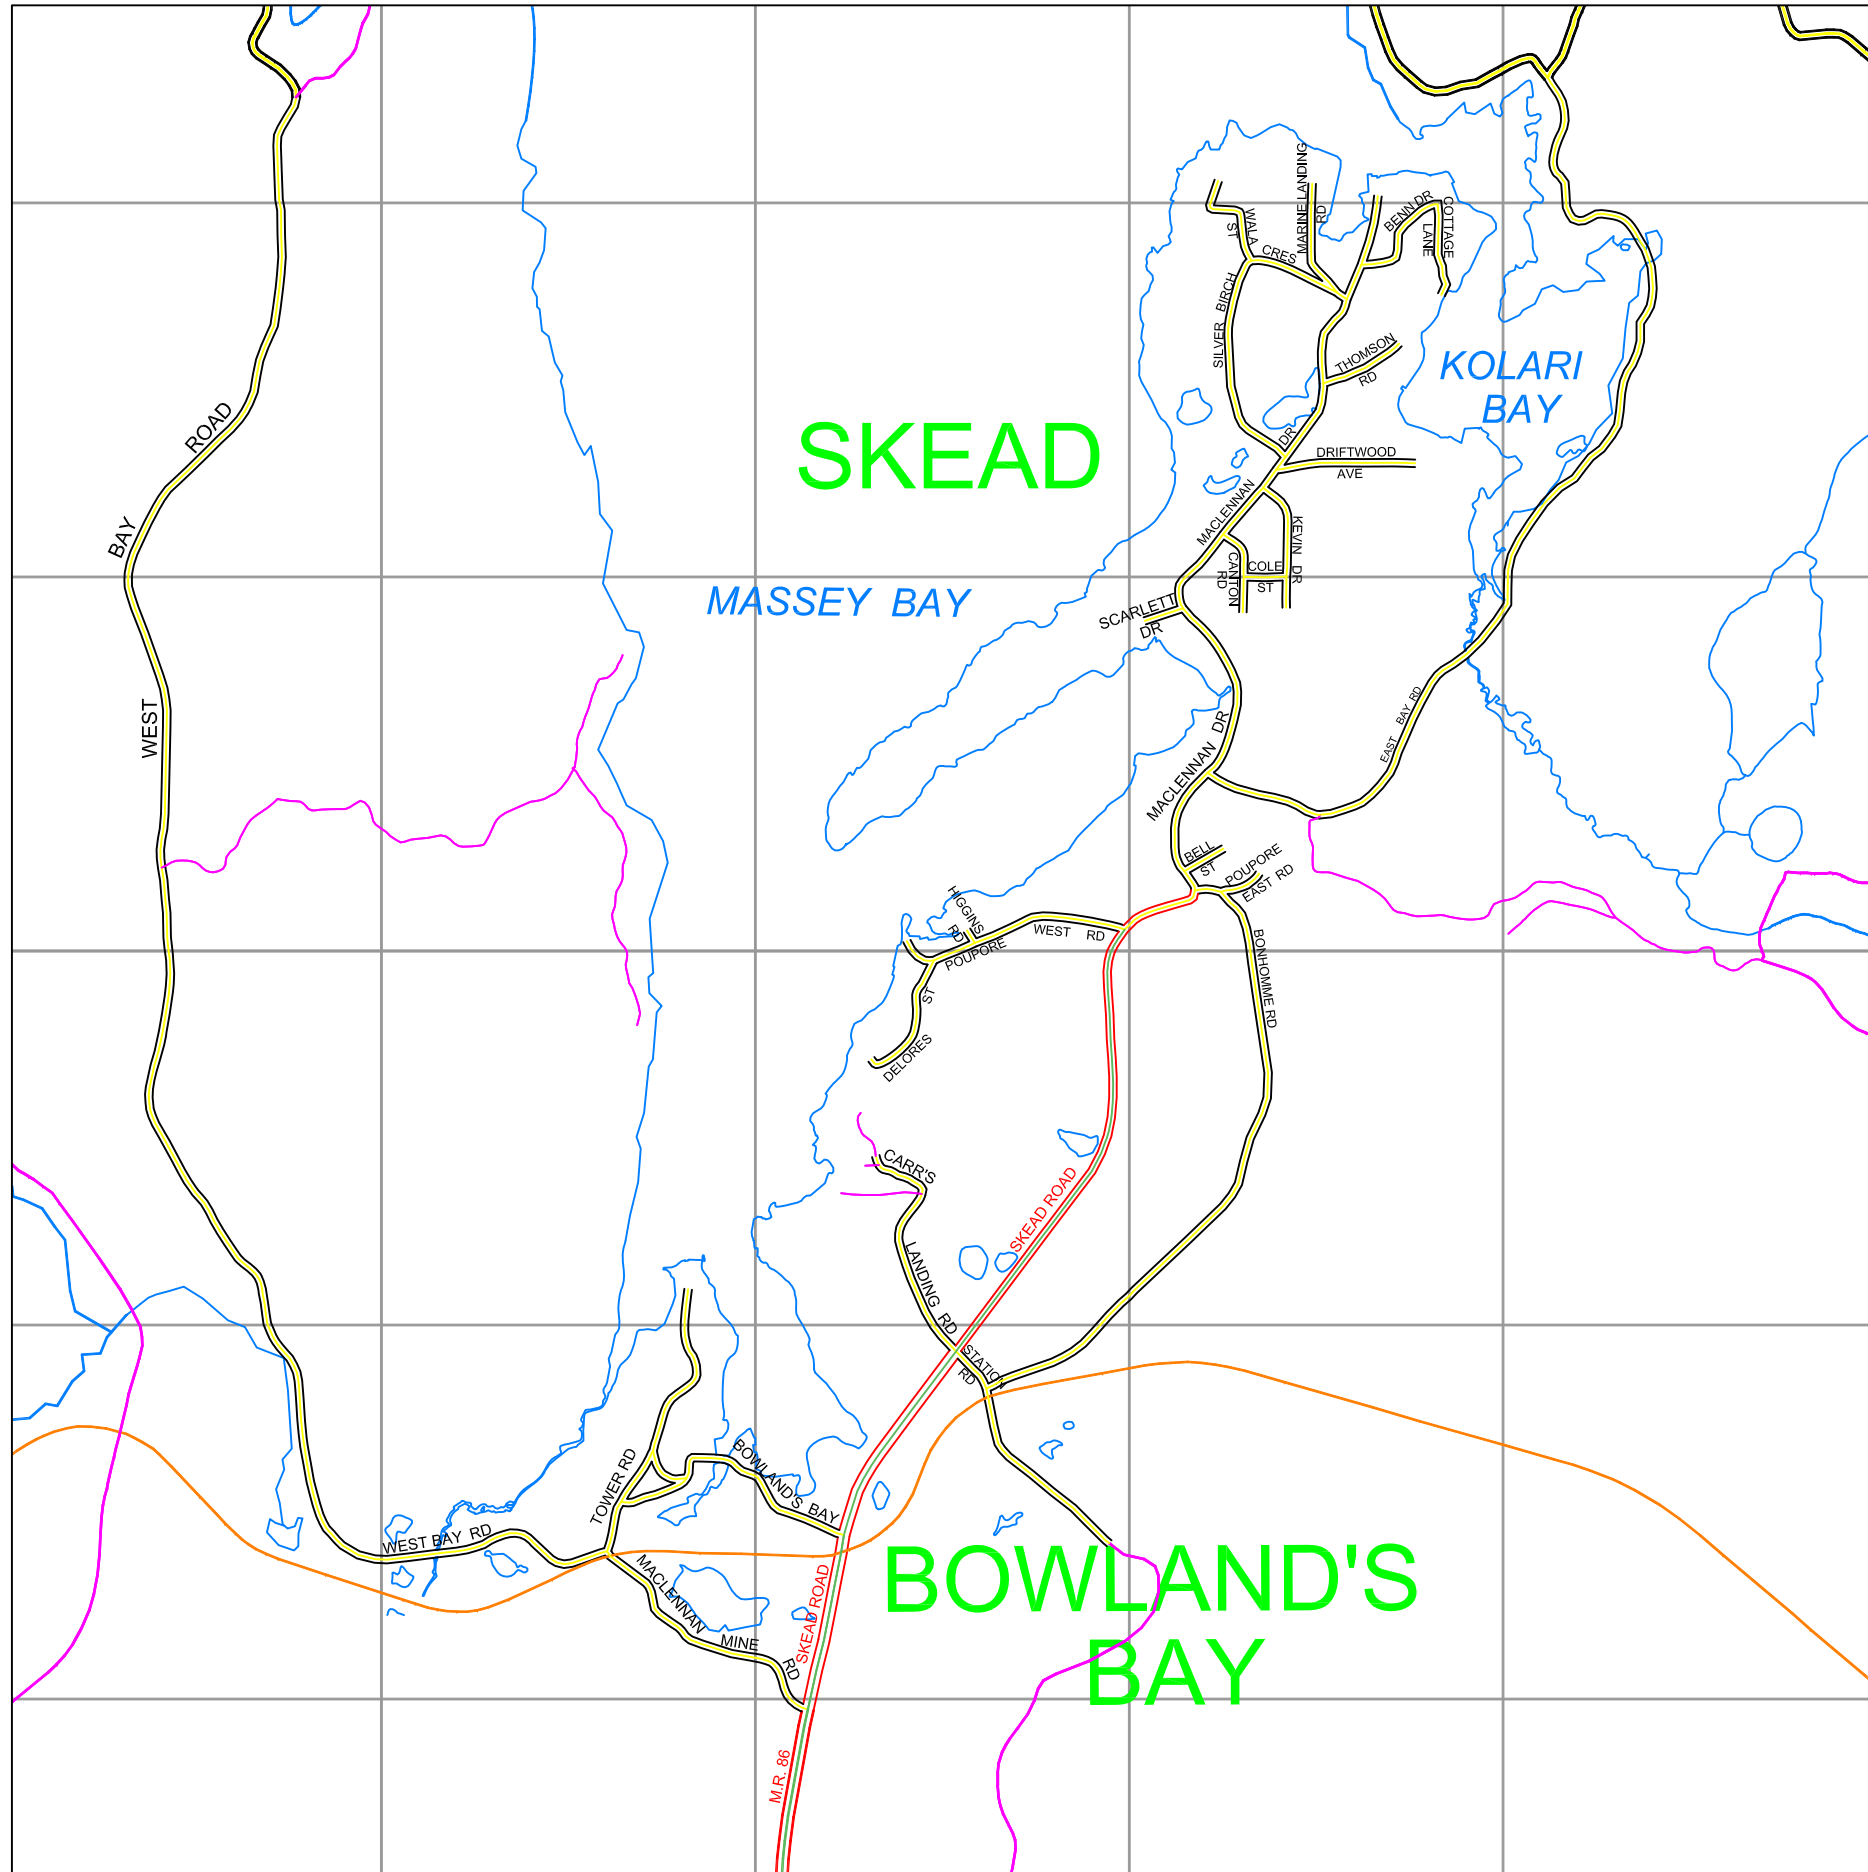 MARINE LANDING
RD
WALA
ST
CRES
BENN DR
COTTAGE
LANE
SILVER BIRCH
THOMSON
RD
KOLARI
BAY
ROAD
SKEAD
DR
DRIFTWOOD
AVE
MACLENNAN
BAY
KEVIN DR
CANTON
RD
COLE
ST
MASSEY BAY
SCARLETT
DR
WEST
EAST BAY RD
MACLENNAN DR
BELL
ST
POUPORE
EAST RD
HIGGINS
RD
POUPORE
WEST RD
BONHOMME RD
ST
DELORES
CARR'S
LANDING RD
SKEAD ROAD
STATION
RD
TOWER RD
BOWLAND'S BAY
WEST BAY RD
MACLENNAN
MINE
RD
SKEAD ROAD
BOWLAND'S
BAY
M.R. 86